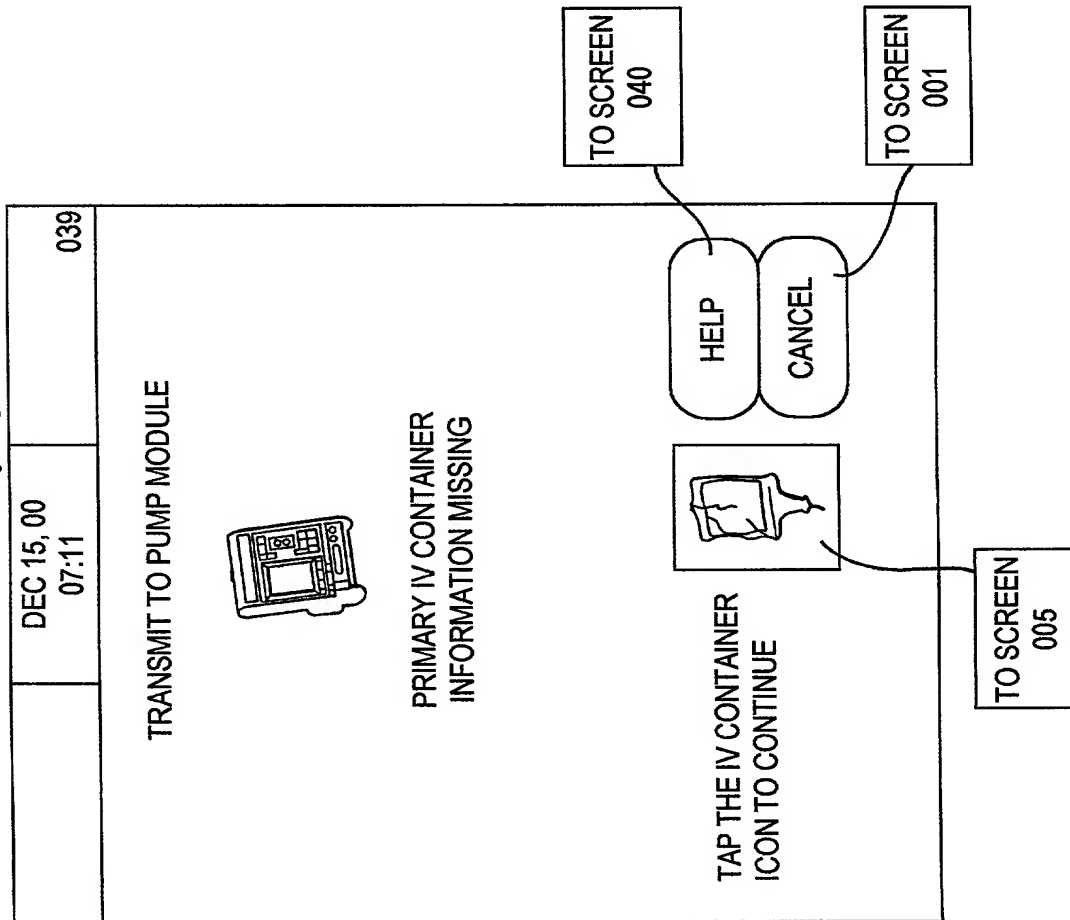 DEC 15, 00
07:11
039
TRANSMIT TO PUMP MODULE
PRIMARY IV CONTAINER
INFORMATION MISSING
TAP THE IV CONTAINER
ICON TO CONTINUE
HELP
CANCEL
TO SCREEN
040
TO SCREEN
001
TO SCREEN
005